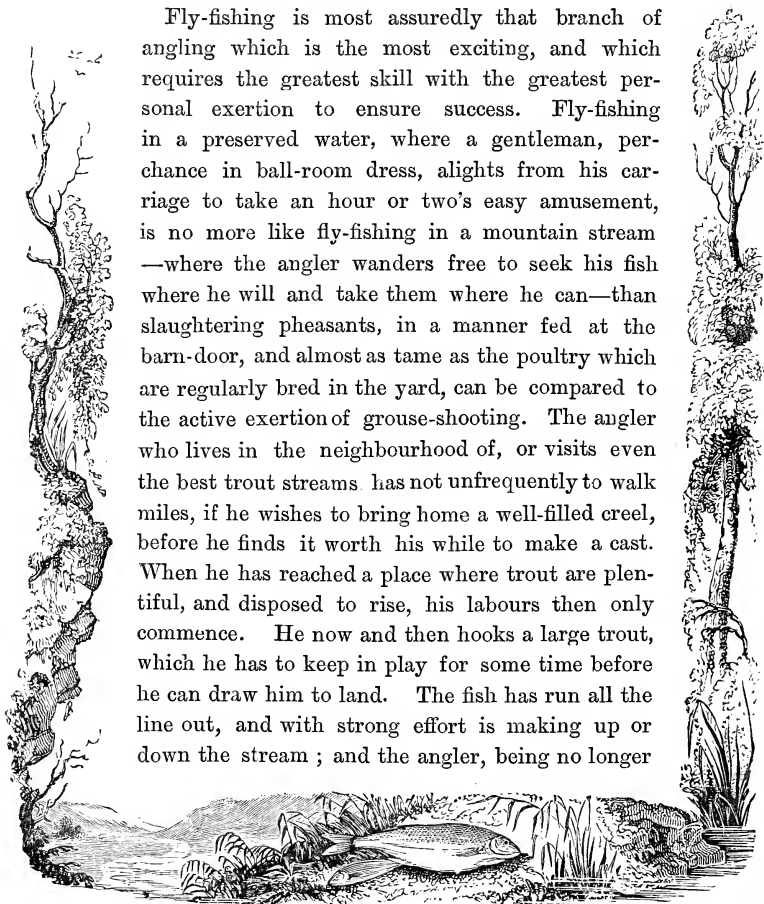 Fly-fishing is most assuredly that branch of
angling which is the most exciting, and which
requires the greatest skill with the greatest per-
sonal exertion to ensure success. Fly-fishing
in a preserved water, where a gentleman, per-
chance in ball-room dress, alights from his car-
riage to take an hour or two's easy amusement,
is no more like fly-fishing in a mountain stream
—where the angler wanders free to seek his fish
where he will and take them where he can—than
slaughtering pheasants, in a manner fed at the
barn-door, and almost as tame as the poultry which
are regularly bred in the yard, can be compared to
the active exertion of grouse-shooting. The angler
who lives in the neighbourhood of, or visits even
the best trout streams has not unfrequently to walk
miles, if he wishes to bring home a well-filled creel,
before he finds it worth his while to make a cast.
When he has reached a place where trout are plen-
tiful, and disposed to rise, his labours then only
commence. He now and then hooks a large trout,
which he has to keep in play for some time before
he can draw him to land. The fish has run all the
line out, and with strong effort is making up or
down the stream ; and the angler, being no longer